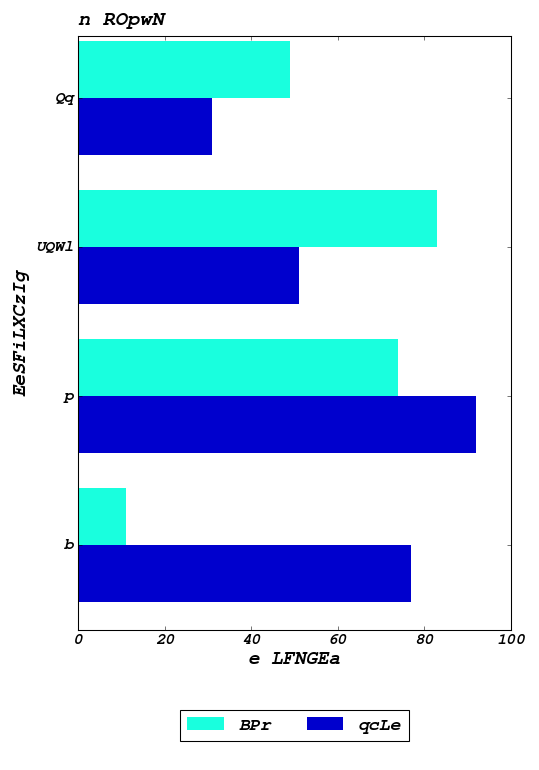 n ROpwN
Qq
UQWl
p
b
EeSFiLXCzIg
0 20 40 60 80 100
e LFNGEa
BPr qcLe